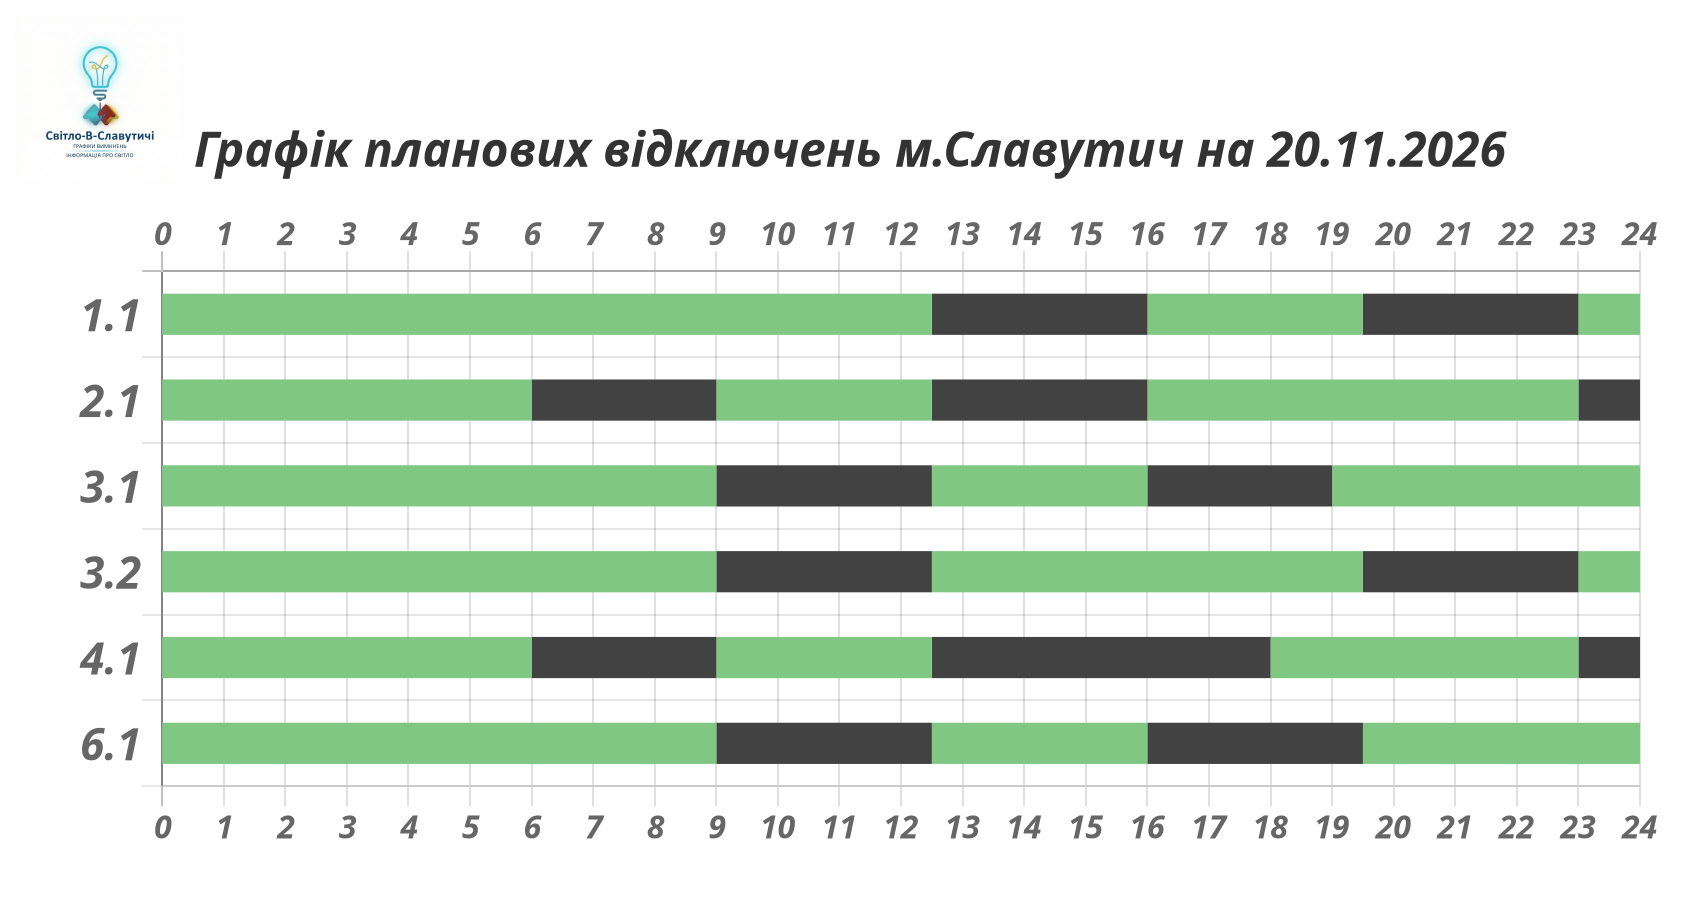 Світло-В-Славутичі
ГРАФІКИ ВИМКНЕНЬ
ІНФОРМАЦІЯ ПРО СВІТЛО
Графік планових відключень м.Славутич на 20.11.2026
0 1 2 3 4 5 6 7 8 9 10 11 12 13 14 15 16 17 18 19 20 21 22 23 24
1.1
2.1
3.1
3.2
4.1
6.1
0 1 2 3 4 5 6 7 8 9 10 11 12 13 14 15 16 17 18 19 20 21 22 23 24